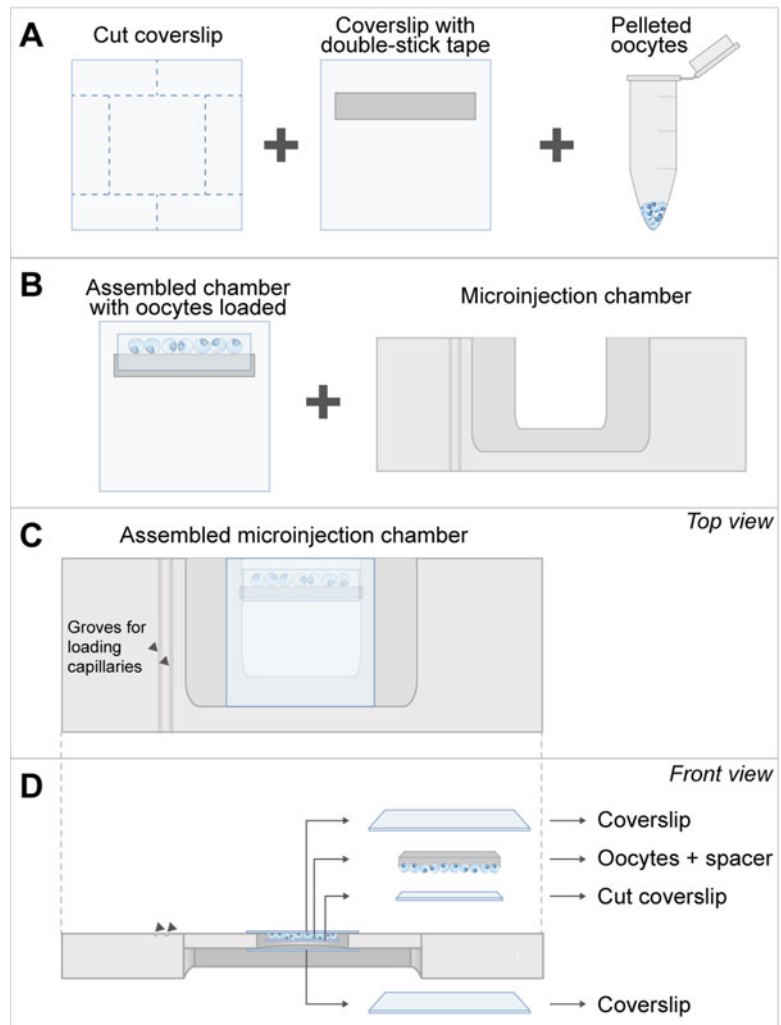 A
Cut coverslip
Coverslip with
double-stick tape
Pelleted
oocytes
B
Assembled chamber
with oocytes loaded
Microinjection chamber
Top view
C
Assembled microinjection chamber
Groves for
loading
capillaries
Front view
D
Coverslip
Oocytes + spacer
Cut coverslip
Coverslip